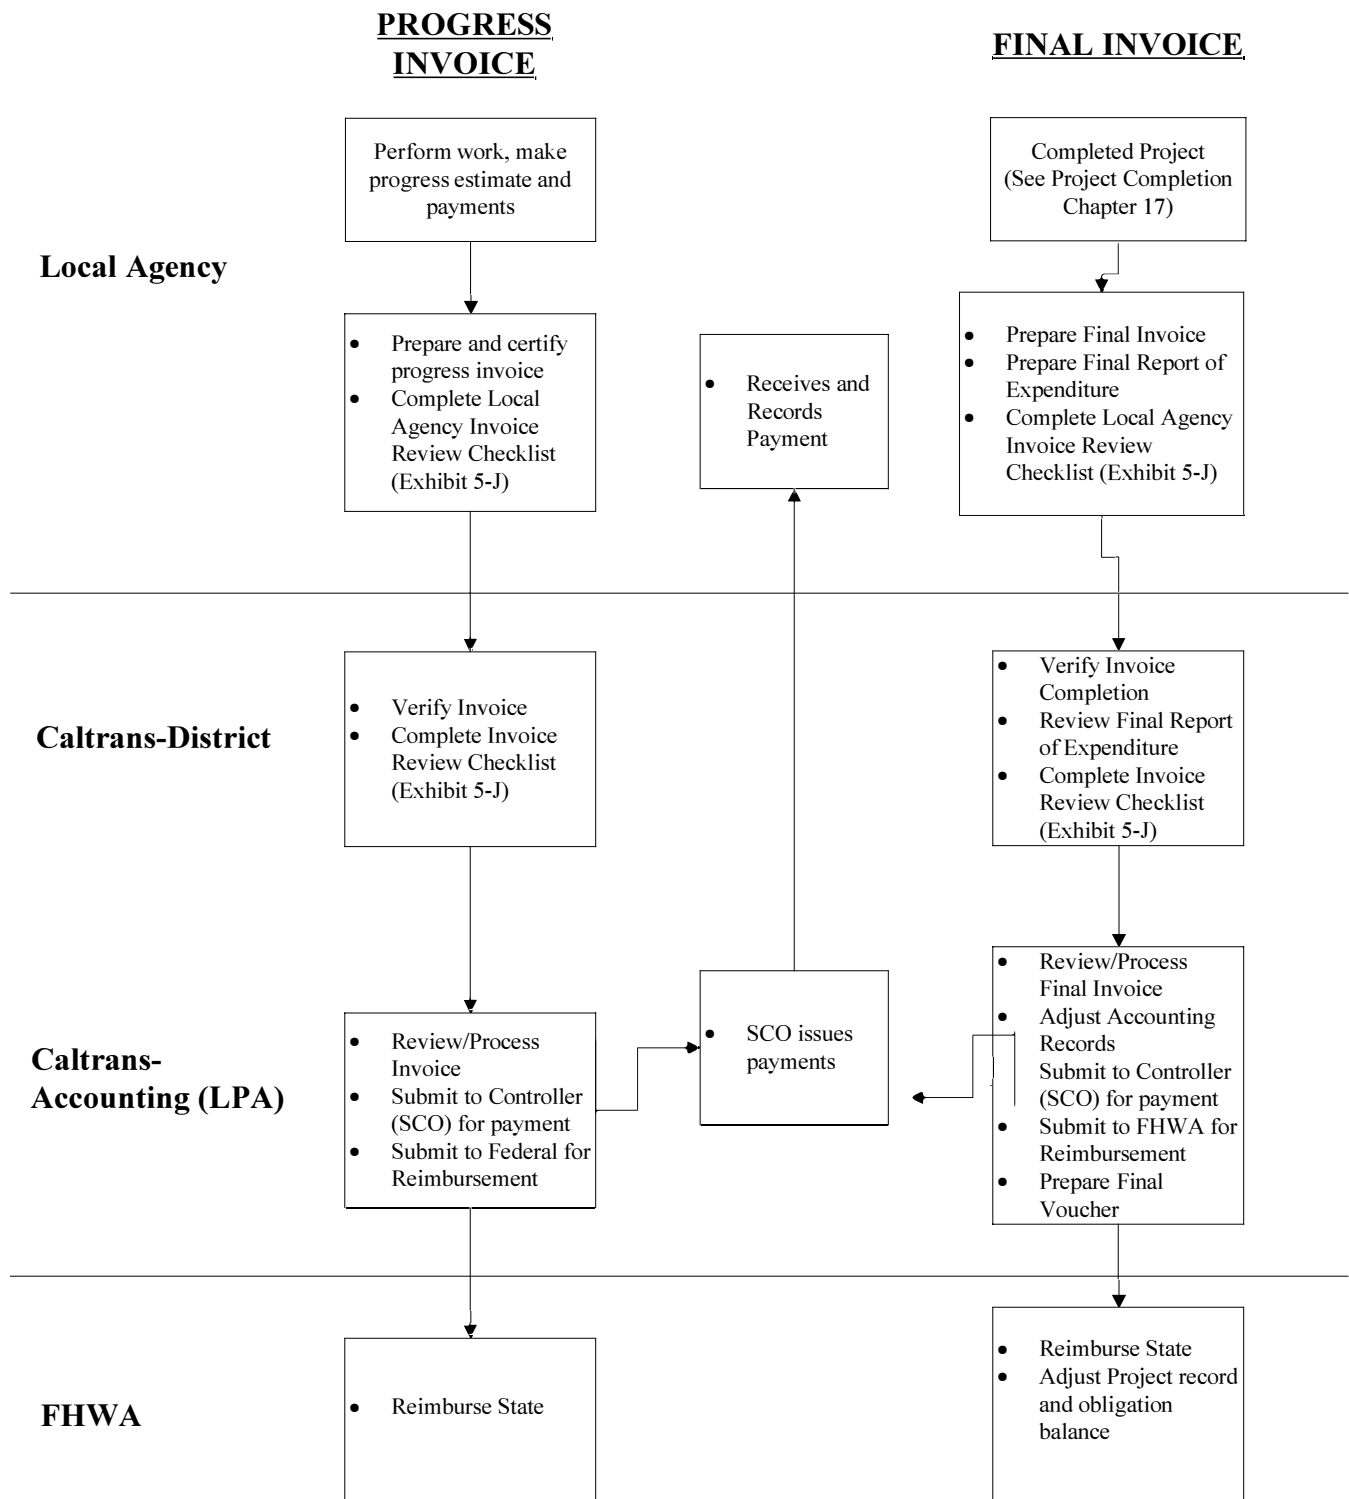 PROGRESS
INVOICE
FINAL INVOICE
Perform work, make
progress estimate and
payments
Completed Project
(See Project Completion
Chapter 17)
Local Agency
• Prepare and certify
progress invoice
• Complete Local
Agency Invoice
Review Checklist
(Exhibit 5-J)
• Receives and
Records
Payment
• Prepare Final Invoice
• Prepare Final Report of
Expenditure
• Complete Local Agency
Invoice Review
Checklist (Exhibit 5-J)
Caltrans-District
• Verify Invoice
• Complete Invoice
Review Checklist
(Exhibit 5-J)
• Verify Invoice
Completion
• Review Final Report
of Expenditure
• Complete Invoice
Review Checklist
(Exhibit 5-J)
Caltrans-
Accounting (LPA)
• Review/Process
Invoice
• Submit to Controller
(SCO) for payment
• Submit to Federal for
Reimbursement
• SCO issues
payments
• Review/Process
Final Invoice
• Adjust Accounting
Records
Submit to Controller
• (SCO) for payment
• Submit to FHWA for
Reimbursement
• Prepare Final
Voucher
FHWA
• Reimburse State
• Reimburse State
• Adjust Project record
and obligation
balance